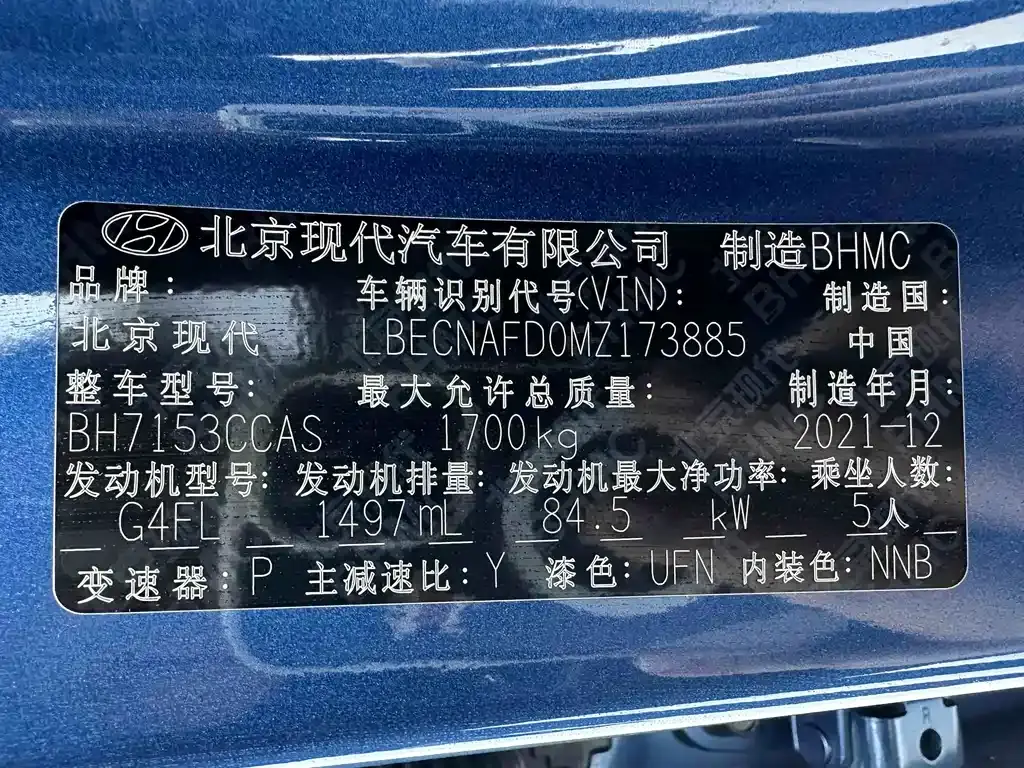 北京现代汽车有限公司 制造BHMC
品牌: 车辆识别代号(VIN): 制造国:
北京现代 LBECNAFD0MZ173885 中国
整车型号: 最大允许总质量: 制造年月:
BH7153CCAS 1700kg 2021-12
发动机型号: 发动机排量: 发动机最大净功率: 乘坐人数:
G4FL 1497mL 84.5 kW 5人
变速器: P 主减速比: Y 漆色: UFN 内装色: NNB
R